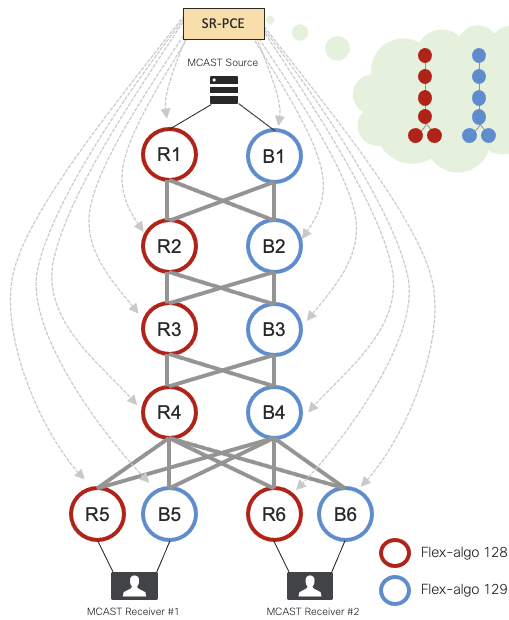 SR-PCE
MCAST Source
R1 B1
R2 B2
R3 B3
R4 B4
R5 B5 R6 B6
Flex-algo 128
Flex-algo 129
MCAST Receiver #1 MCAST Receiver #2